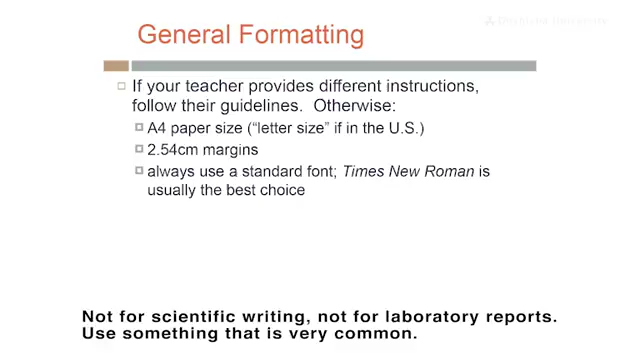 General Formatting
If your teacher provides different instructions,
follow their guidelines.  Otherwise:
A4 paper size ("letter size" if in the U.S.)
2.54cm margins
always use a standard font; Times New Roman is
usually the best choice
Not for scientific writing, not for laboratory reports.
Use something that is very common.